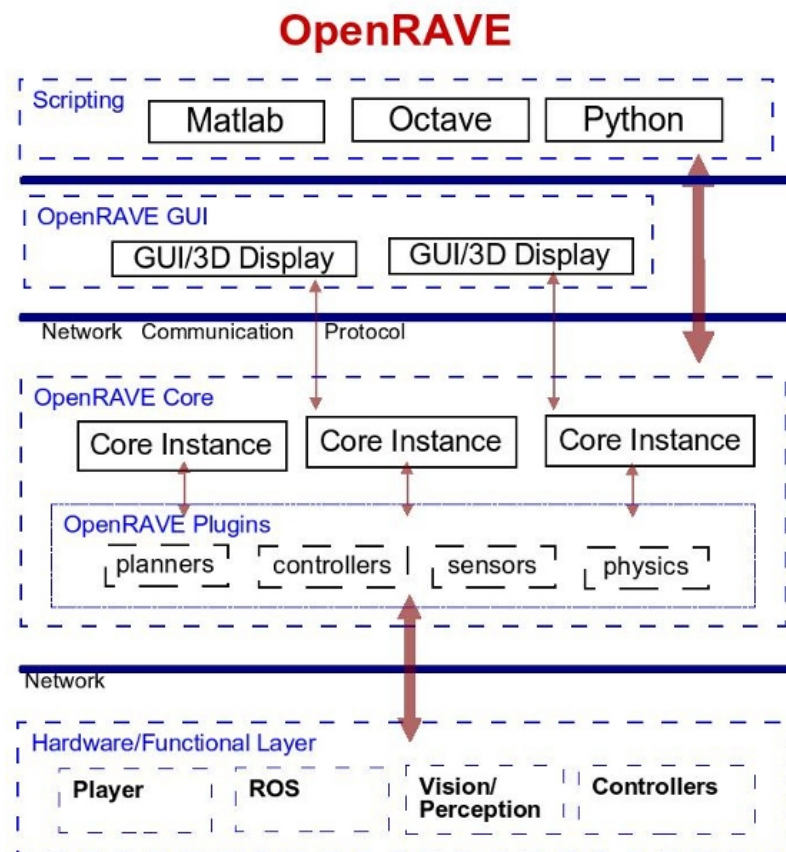 OpenRAVE
Scripting
Matlab
Octave
Python
OpenRAVE GUI
GUI/3D Display
GUI/3D Display
Network Communication Protocol
OpenRAVE Core
Core Instance
Core Instance
Core Instance
OpenRAVE Plugins
planners
controllers
sensors
physics
Network
Hardware/Functional Layer
Player
ROS
Vision/
Perception
Controllers